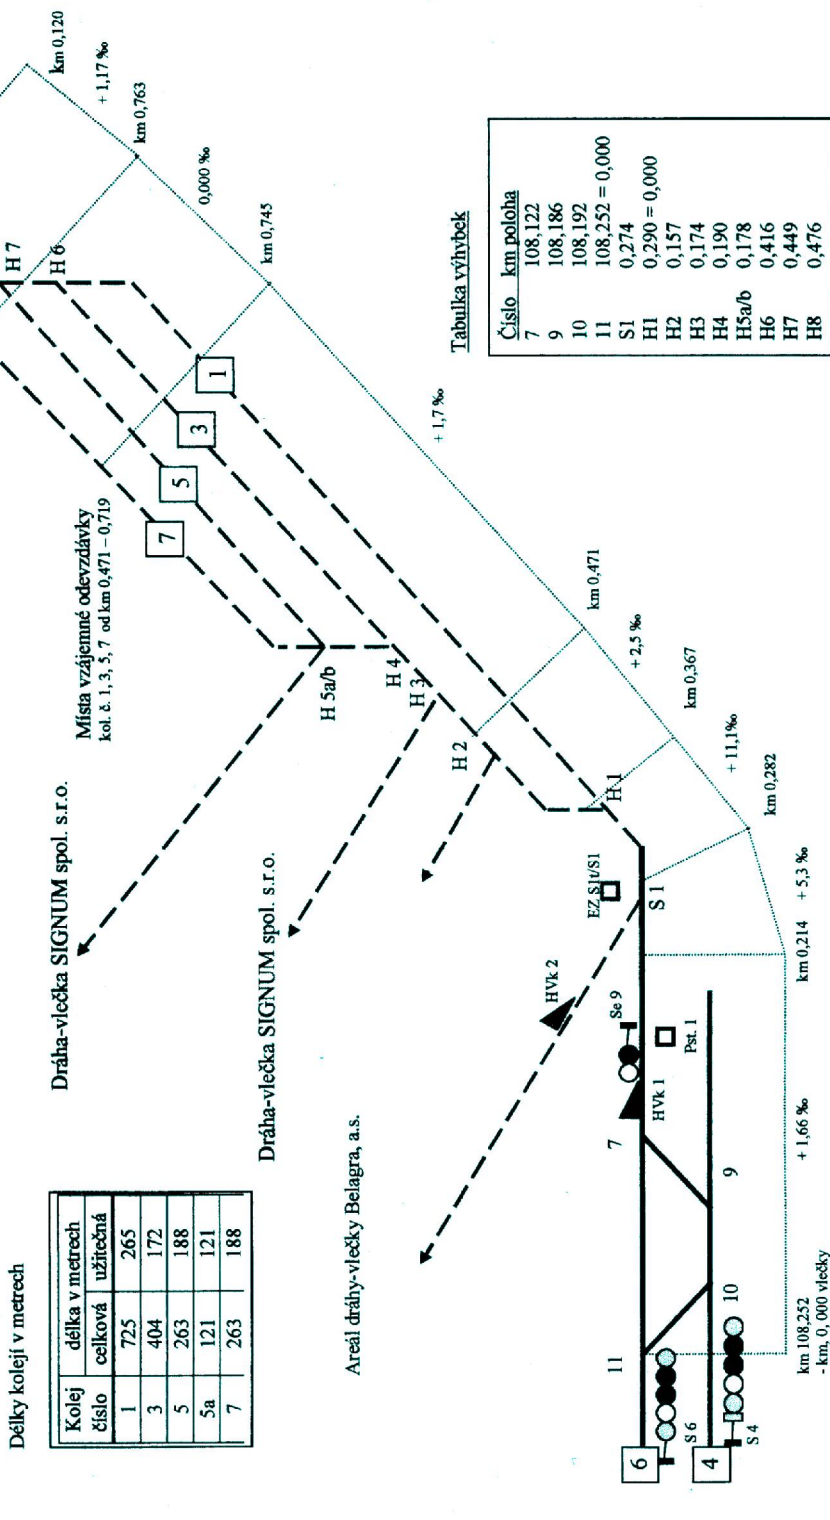 Délky kolejí v metrech
Kolej číslo	délka v metrech
celková	užitečná
1	725	265
3	404	172
5	263	188
5a	121	121
7	263	188
Dráha-vlečka SIGNUM spol. s.r.o.
Místa vzájemné odevzdávky
kol. č. 1, 3, 5, 7 od km 0,471 – 0,719
Dráha-vlečka SIGNUM spol. s.r.o.
Areal dráhy-vlečky Belagra, a.s.
7
5
3
1
H 7
H 6
H 5a/b
H 4
H 3
H 2
H 1
EZ S1t/S1
S 1
HVk 2
Se 9
HVk 1
Pst. 1
7
9
10
11
S 6
S 4
6
4
km 108,252
- km, 0, 000 vlečky
+ 1,66 ‰
km 0,214
+ 5,3 ‰
km 0,282
+ 11,1‰
km 0,367
+ 2,5 ‰
km 0,471
+ 1,7 ‰
km 0,745
0,000 ‰
km 0,763
+ 1,17 ‰
km 0,120
Tabulka výhybek
Číslo km poloha
7 108,122
9 108,186
10 108,192
11 108,252 = 0,000
S1 0,274
H1 0,290 = 0,000
H2 0,157
H3 0,174
H4 0,190
H5a/b 0,178
H6 0,416
H7 0,449
H8 0,476